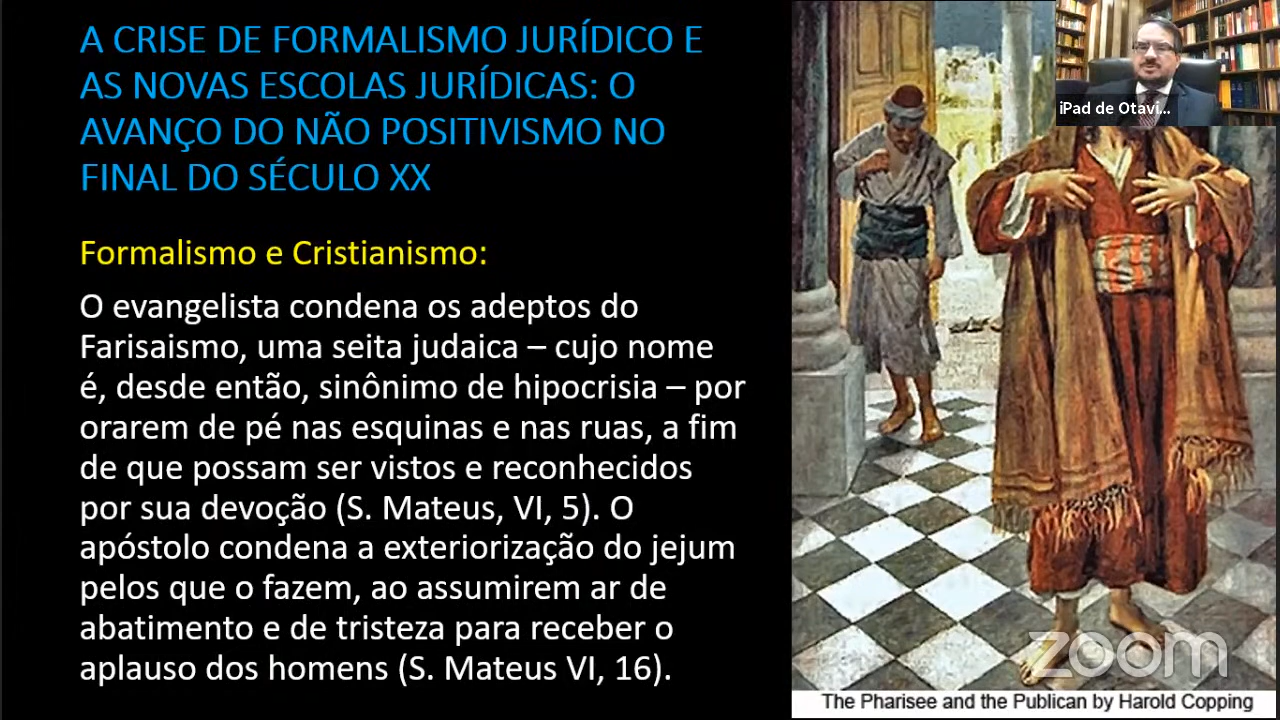 A CRISE DE FORMALISMO JURÍDICO E
AS NOVAS ESCOLAS JURÍDICAS: O
AVANÇO DO NÃO POSITIVISMO NO
FINAL DO SÉCULO XX
Formalismo e Cristianismo:
O evangelista condena os adeptos do
Farisaismo, uma seita judaica – cujo nome
é, desde então, sinônimo de hipocrisia – por
orarem de pé nas esquinas e nas ruas, a fim
de que possam ser vistos e reconhecidos
por sua devoção (S. Mateus, VI, 5). O
apóstolo condena a exteriorização do jejum
pelos que o fazem, ao assumirem ar de
abatimento e de tristeza para receber o
aplauso dos homens (S. Mateus VI, 16).
iPad de Otavi...
zoom
The Pharisee and the Publican by Harold Copping